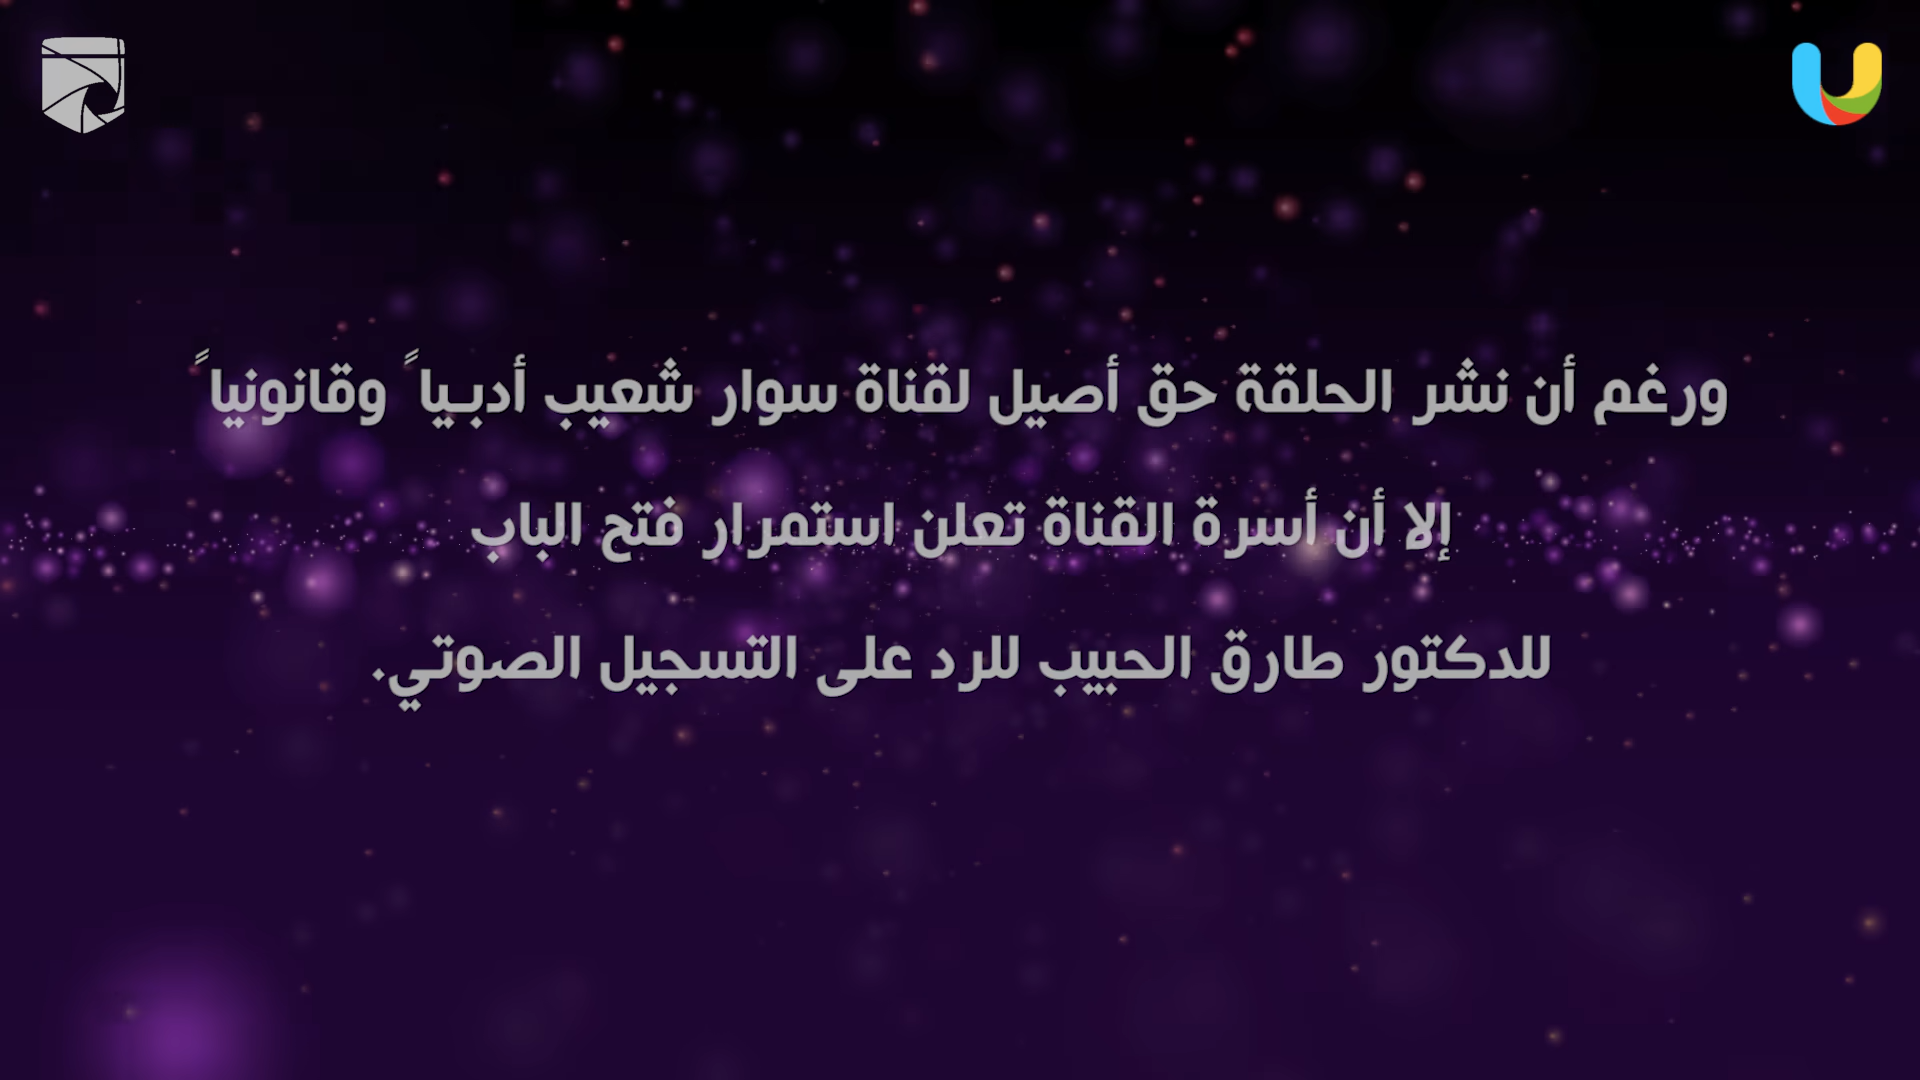 ورغم أن نشر الحلقة حق أصيل لقناة سوار شعيب أدبياً وقانونياً
إلا أن أسرة القناة تعلن استمرار فتح الباب
للدكتور طارق الحبيب للرد على التسجيل الصوتي.